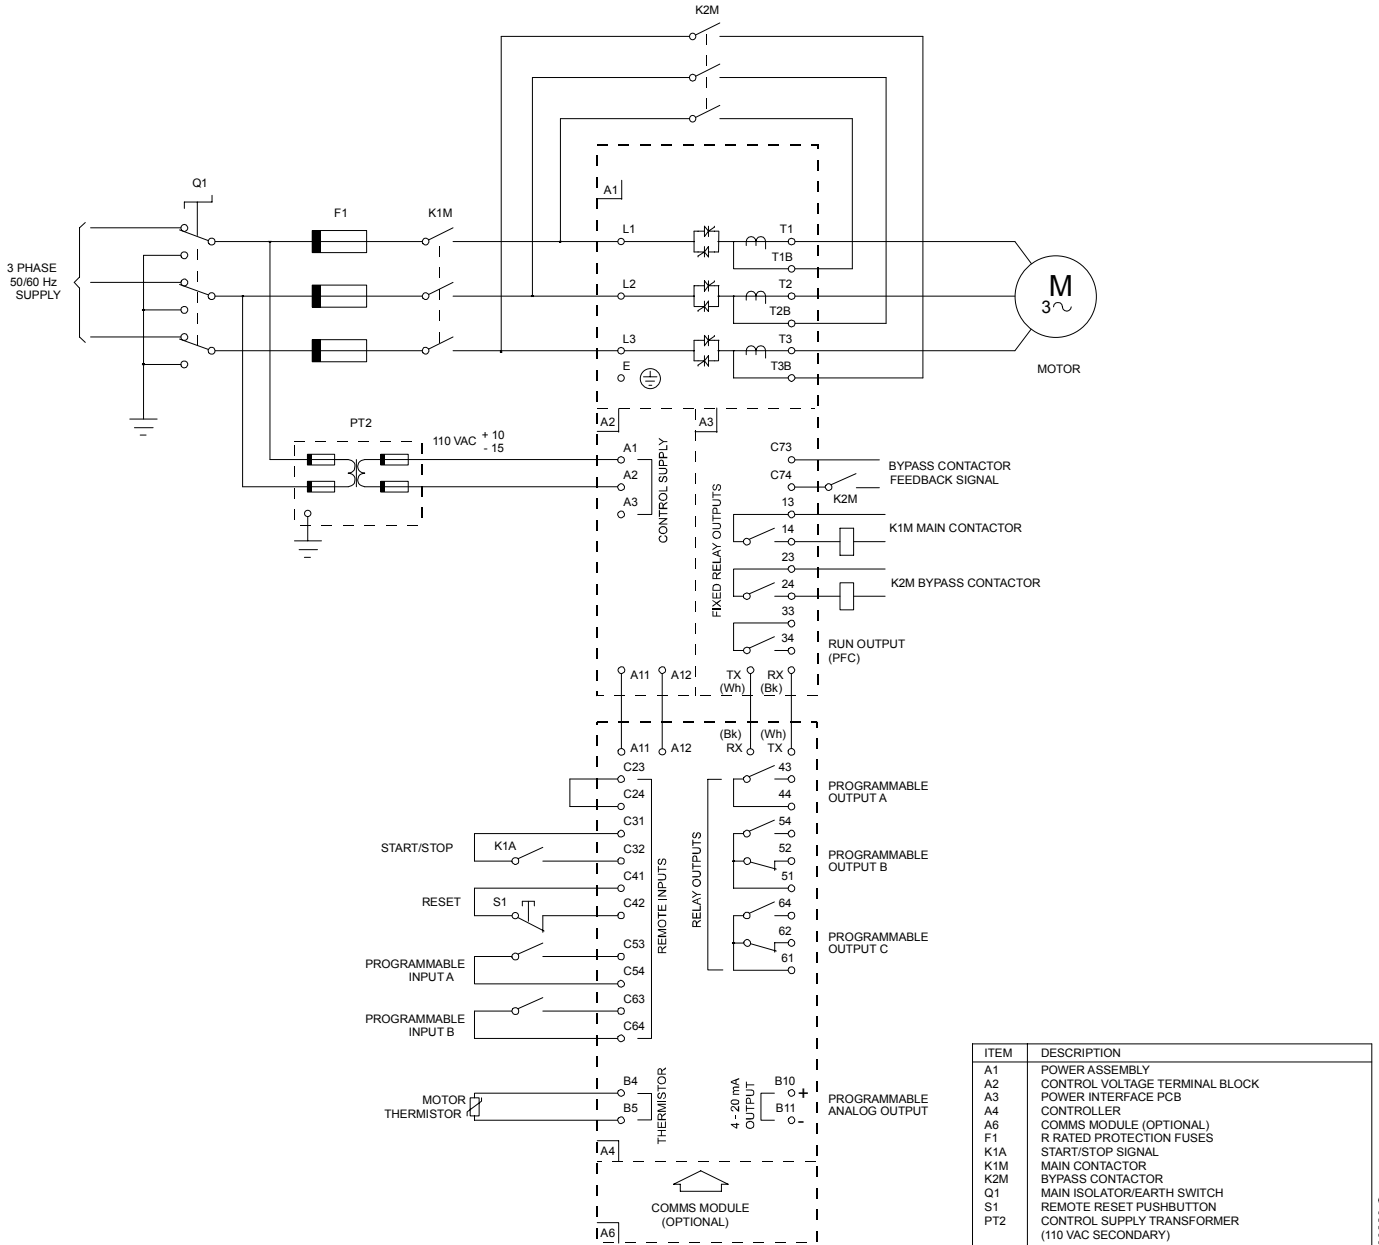 K2M
Q1
F1
K1M
A1
3 PHASE
50/60 Hz
SUPPLY
L1
T1
T1B
L2
T2
T2B
L3
T3
T3B
E
M
3
MOTOR
PT2
110 VAC + 10
- 15
A2
A3
A1
A2
A3
CONTROL SUPPLY
FIXED RELAY OUTPUTS
C73
C74
BYPASS CONTACTOR
FEEDBACK SIGNAL
K2M
13
14
K1M MAIN CONTACTOR
23
24
K2M BYPASS CONTACTOR
33
34
RUN OUTPUT
(PFC)
A11 A12 TX RX
(Wh) (Bk)
(Bk) (Wh)
A11 A12 RX TX
C23
C24
C31
C32
START/STOP
K1A
C41
C42
RESET
S1
C53
C54
PROGRAMMABLE
INPUT A
C63
C64
PROGRAMMABLE
INPUT B
REMOTE INPUTS
RELAY OUTPUTS
43
44
PROGRAMMABLE
OUTPUT A
54
52
51
PROGRAMMABLE
OUTPUT B
64
62
61
PROGRAMMABLE
OUTPUT C
B4
B5
MOTOR
THERMISTOR
THERMISTOR
4 - 20 mA
OUTPUT
B10
+
B11
-
PROGRAMMABLE
ANALOG OUTPUT
A4
COMMS MODULE
(OPTIONAL)
A6
ITEM DESCRIPTION
A1 POWER ASSEMBLY
A2 CONTROL VOLTAGE TERMINAL BLOCK
A3 POWER INTERFACE PCB
A4 CONTROLLER
A6 COMMS MODULE (OPTIONAL)
F1 R RATED PROTECTION FUSES
K1A START/STOP SIGNAL
K1M MAIN CONTACTOR
K2M BYPASS CONTACTOR
Q1 MAIN ISOLATOR/EARTH SWITCH
S1 REMOTE RESET PUSHBUTTON
PT2 CONTROL SUPPLY TRANSFORMER
(110 VAC SECONDARY)